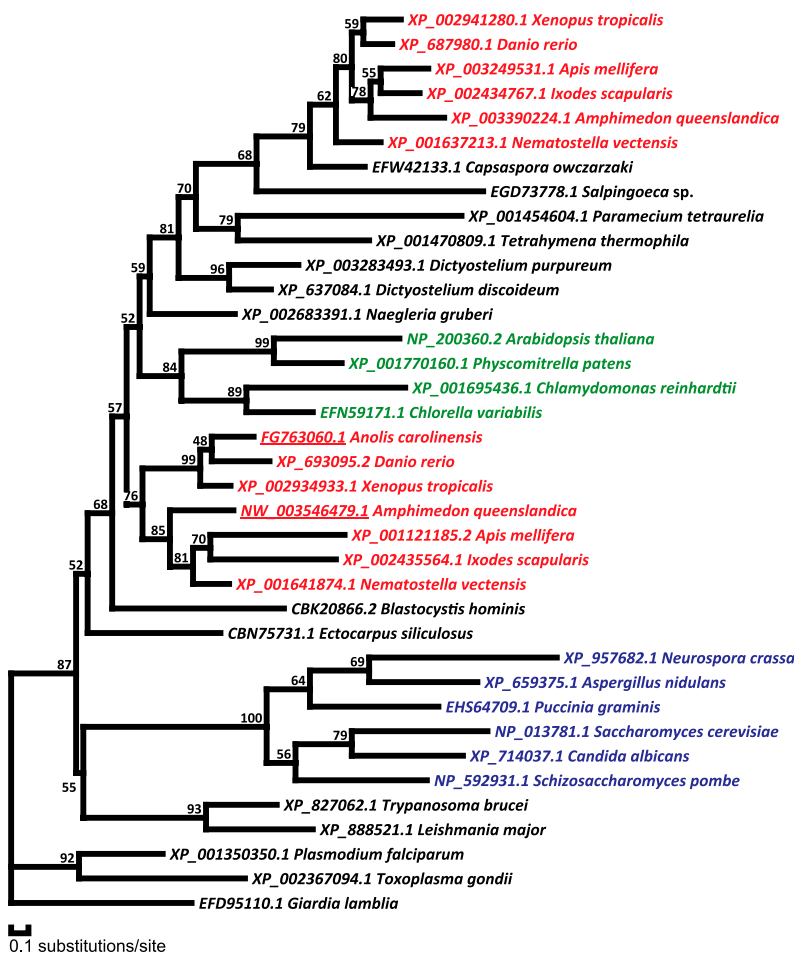 59 XP_002941280.1 Xenopus tropicalis
XP_687980.1 Danio rerio
80 55 XP_003249531.1 Apis mellifera
78 XP_002434767.1 Ixodes scapularis
62 XP_003390224.1 Amphimedon queenslandica
79 XP_001637213.1 Nematostella vectensis
68 EFW42133.1 Capsaspora owczarzaki
70 EGD73778.1 Salpingoeca sp.
79 XP_001454604.1 Paramecium tetraurelia
81 XP_001470809.1 Tetrahymena thermophila
59 96 XP_003283493.1 Dictyostelium purpureum
XP_637084.1 Dictyostelium discoideum
52 XP_002683391.1 Naegleria gruberi
99 NP_200360.2 Arabidopsis thaliana
84 XP_001770160.1 Physcomitrella patens
89 XP_001695436.1 Chlamydomonas reinhardtii
57 EFN59171.1 Chlorella variabilis
48 FG763060.1 Anolis carolinensis
99 XP_693095.2 Danio rerio
76 XP_002934933.1 Xenopus tropicalis
68 NW_003546479.1 Amphimedon queenslandica
85 70 XP_001121185.2 Apis mellifera
81 XP_002435564.1 Ixodes scapularis
52 XP_001641874.1 Nematostella vectensis
CBK20866.2 Blastocystis hominis
CBN75731.1 Ectocarpus siliculosus
87 69 XP_957682.1 Neurospora crassa
64 XP_659375.1 Aspergillus nidulans
100 EHS64709.1 Puccinia graminis
79 NP_013781.1 Saccharomyces cerevisiae
56 XP_714037.1 Candida albicans
55 NP_592931.1 Schizosaccharomyces pombe
93 XP_827062.1 Trypanosoma brucei
XP_888521.1 Leishmania major
92 XP_001350350.1 Plasmodium falciparum
XP_002367094.1 Toxoplasma gondii
EFD95110.1 Giardia lamblia
0.1 substitutions/site